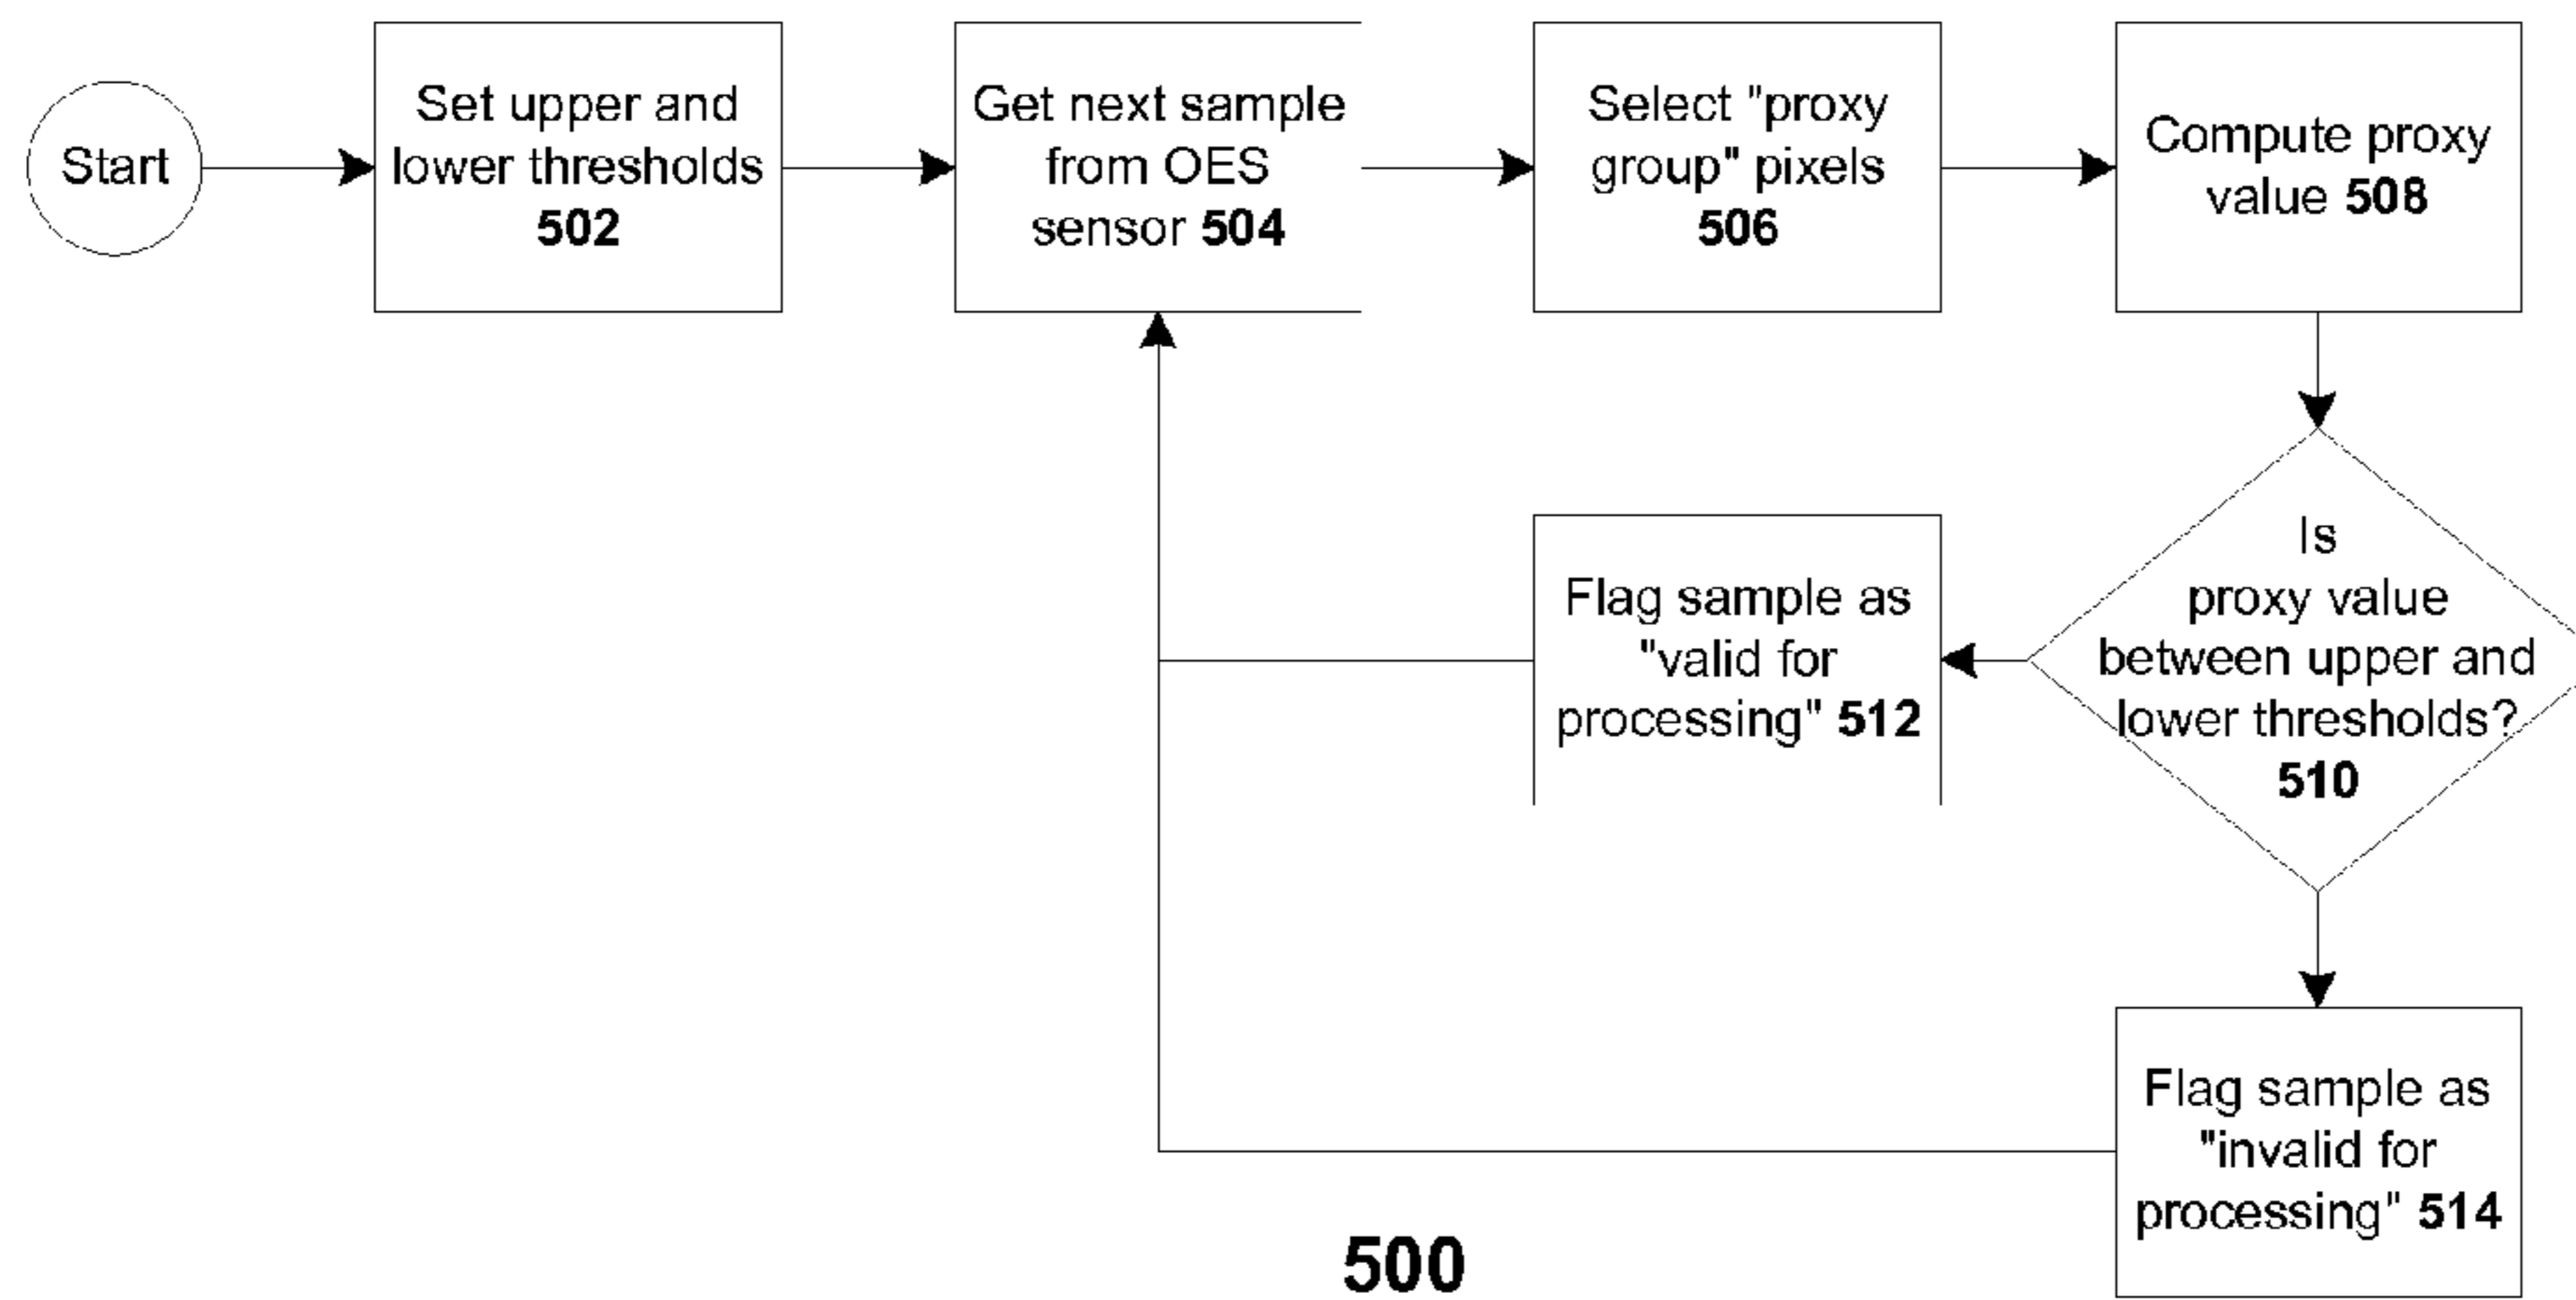 Start
Set upper and
lower thresholds
502
Get next sample
from OES
sensor 504
Select "proxy
group" pixels
506
Compute proxy
value 508
Is
proxy value
between upper and
lower thresholds?
510
Flag sample as
"valid for
processing" 512
Flag sample as
"invalid for
processing" 514
500